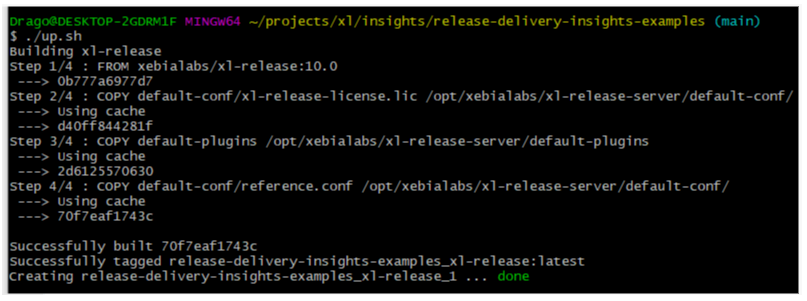 Drago@DESKTOP-2GDRM1F MINGW64 ~/projects/xl/insights/release-delivery-insights-examples (main)
$ ./up.sh
Building xl-release
Step 1/4 : FROM xebialabs/xl-release:10.0
 ---> 0b777a6977d7
Step 2/4 : COPY default-conf/xl-release-license.lic /opt/xebialabs/xl-release-server/default-conf/
 ---> Using cache
 ---> d40ff844281f
Step 3/4 : COPY default-plugins /opt/xebialabs/xl-release-server/default-plugins
 ---> Using cache
 ---> 2d6125570630
Step 4/4 : COPY default-conf/reference.conf /opt/xebialabs/xl-release-server/default-conf/
 ---> Using cache
 ---> 70f7eaf1743c
Successfully built 70f7eaf1743c
Successfully tagged release-delivery-insights-examples_xl-release:latest
Creating release-delivery-insights-examples_xl-release_1 ... done